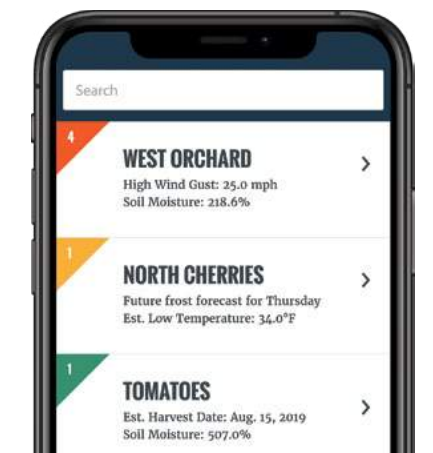 Search
4
WEST ORCHARD
High Wind Gust: 25.0 mph
Soil Moisture: 218.6%
1
NORTH CHERRIES
Future frost forecast for Thursday
Est. Low Temperature: 34.0°F
1
TOMATOES
Est. Harvest Date: Aug. 15, 2019
Soil Moisture: 507.0%